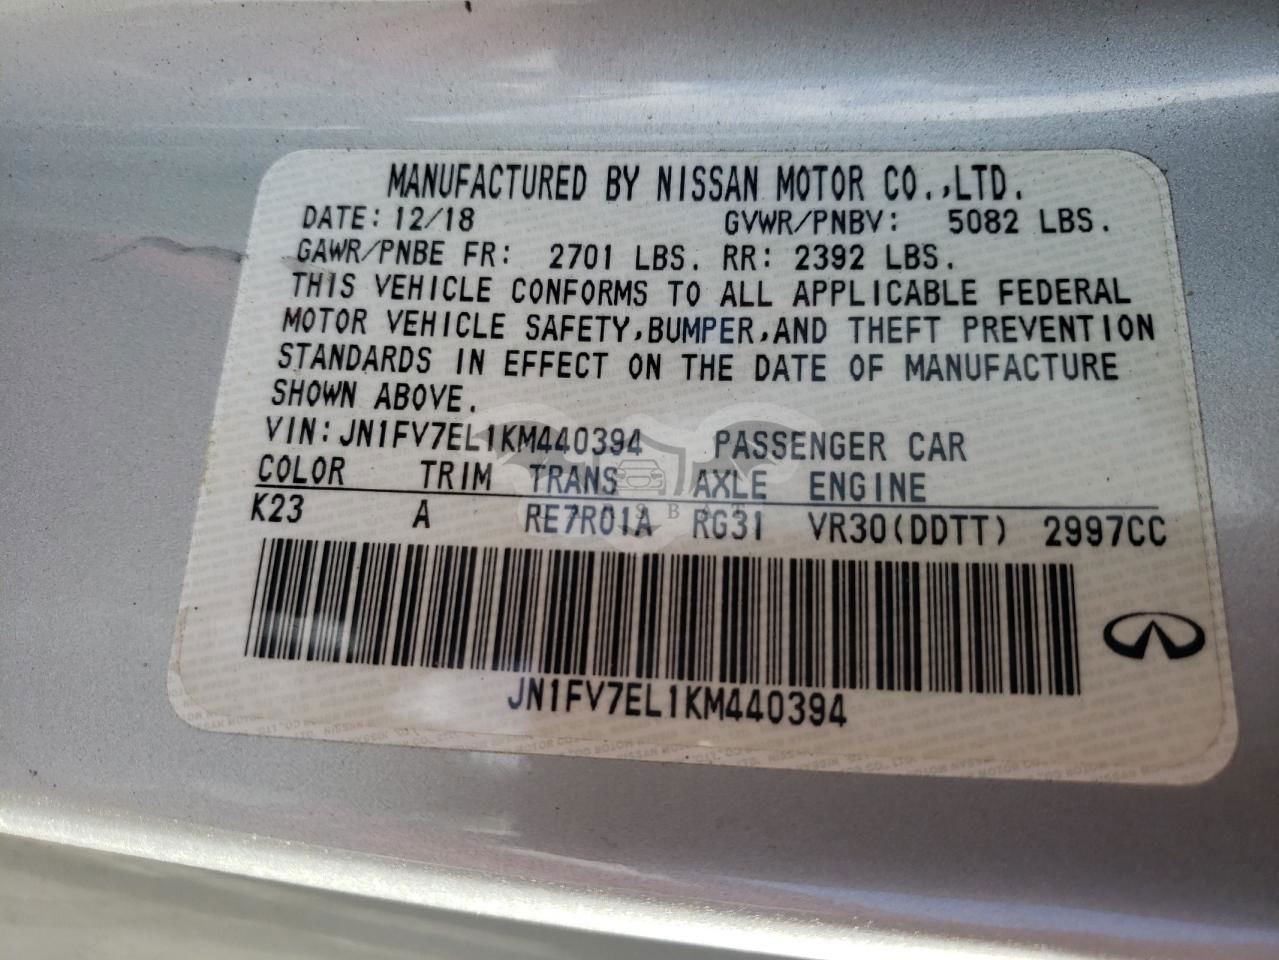 MANUFACTURED BY NISSAN MOTOR CO.,LTD.
DATE: 12/18 GVWR/PNBV: 5082 LBS.
GAWR/PNBE FR: 2701 LBS. RR: 2392 LBS.
THIS VEHICLE CONFORMS TO ALL APPLICABLE FEDERAL
MOTOR VEHICLE SAFETY,BUMPER,AND THEFT PREVENTION
STANDARDS IN EFFECT ON THE DATE OF MANUFACTURE
SHOWN ABOVE.
VIN: JN1FV7EL1KM440394 PASSENGER CAR
COLOR TRIM TRANS AXLE ENGINE
K23 A RE7R01A RG31 VR30(DDTT) 2997CC
SBAT
JN1FV7EL1KM440394